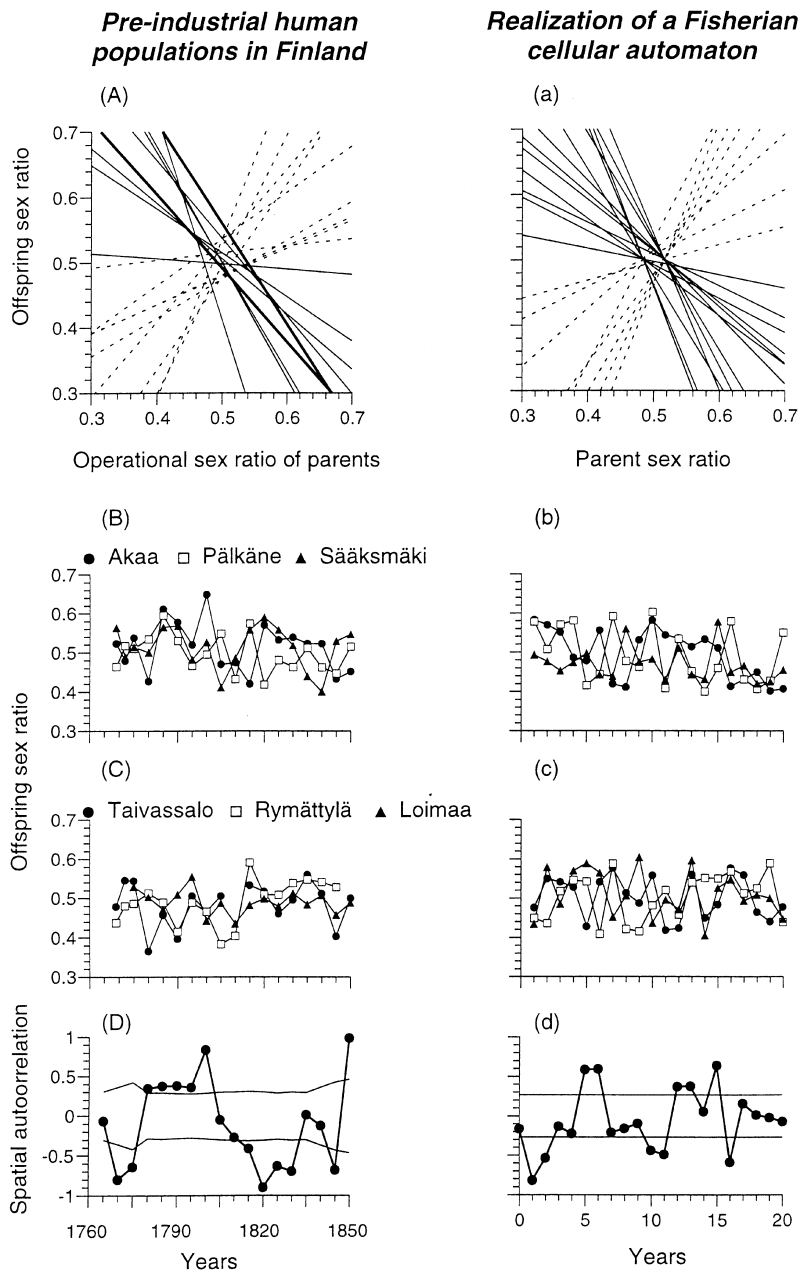 Pre-industrial human
populations in Finland
Realization of a Fisherian
cellular automaton
(A)
(a)
0.7
0.6
0.5
0.4
0.3
Offspring sex ratio
0.3 0.4 0.5 0.6 0.7
0.3 0.4 0.5 0.6 0.7
Operational sex ratio of parents
Parent sex ratio
(B)
(b)
Akaa Pälkäne Sääksmäki
0.7
0.6
0.5
0.4
0.3
Offspring sex ratio
(C)
(c)
Taivassalo Rymättylä Loimaa
0.7
0.6
0.5
0.4
0.3
(D)
(d)
Spatial autoorrelation
1
0.5
0
-0.5
-1
1760 1790 1820 1850
0 5 10 15 20
Years
Years